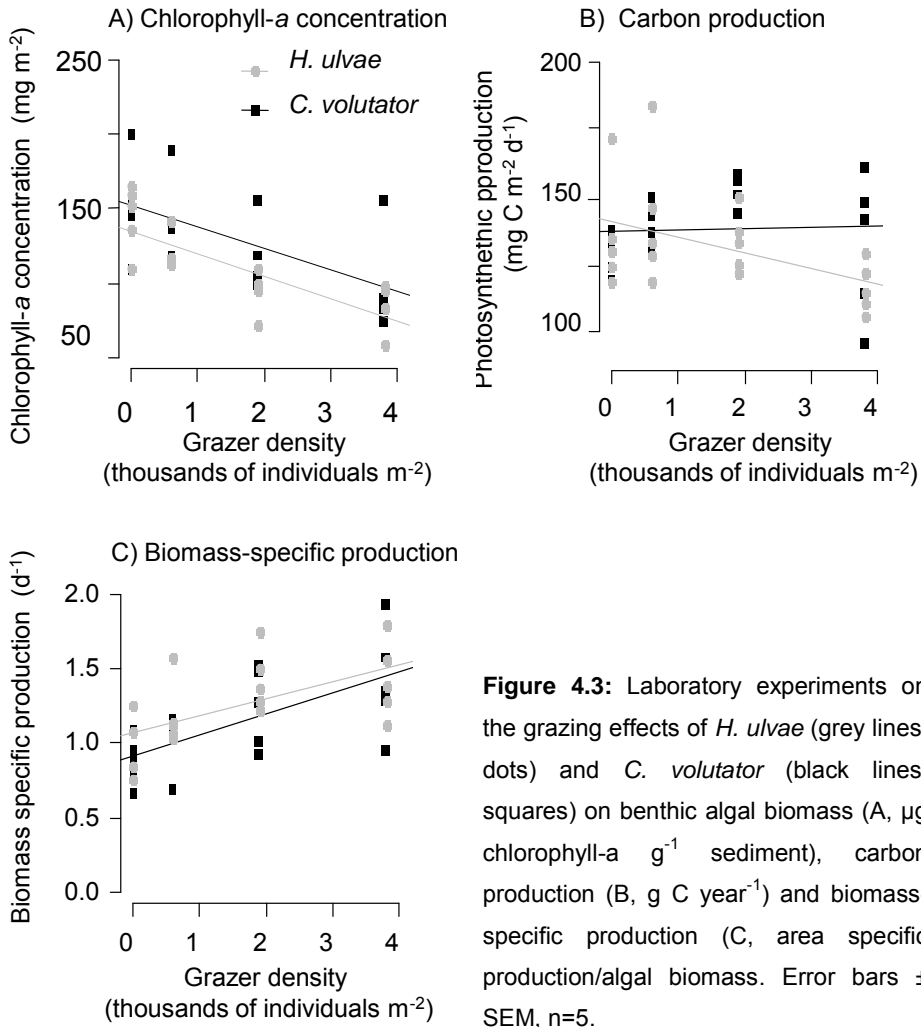 A) Chlorophyll-a concentration
Chlorophyll-a concentration (mg m-2)
250
150
50
H. ulvae
C. volutator
0 1 2 3 4
Grazer density
(thousands of individuals m-2)
B) Carbon production
Photosynthethic pproduction
(mg C m-2 d-1)
200
150
100
0 1 2 3 4
Grazer density
(thousands of individuals m-2)
C) Biomass-specific production
Biomass specific production (d-1)
2.0
1.5
1.0
0.5
0.0
0 1 2 3 4
Grazer density
(thousands of individuals m-2)
Figure 4.3: Laboratory experiments on
the grazing effects of H. ulvae (grey lines,
dots) and C. volutator (black lines,
squares) on benthic algal biomass (A, µg
chlorophyll-a g-1 sediment), carbon
production (B, g C year-1) and biomass-
specific production (C, area specific
production/algal biomass. Error bars ±
SEM, n=5.